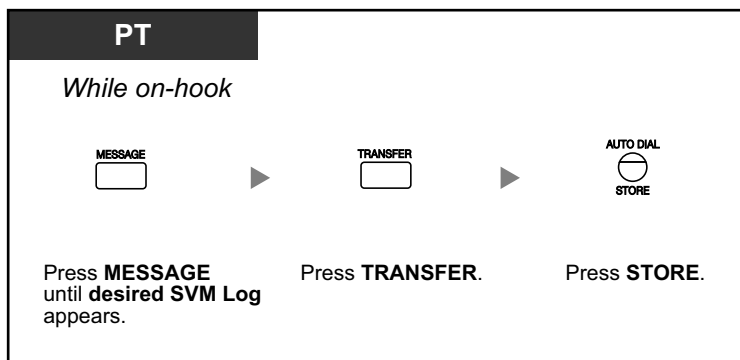 PT
While on-hook
MESSAGE
TRANSFER
AUTO DIAL
STORE
Press MESSAGE
until desired SVM Log
appears.
Press TRANSFER.
Press STORE.